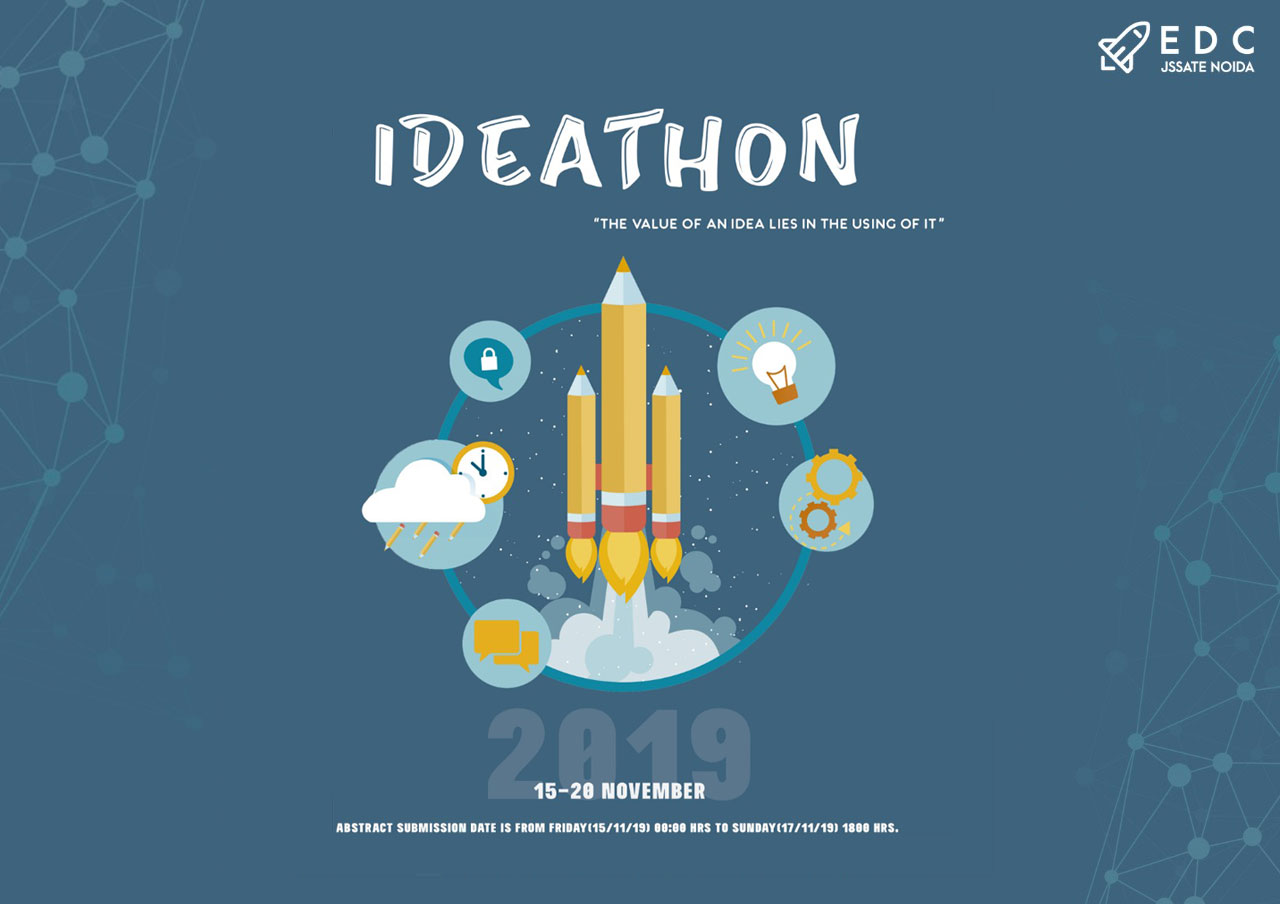 E D C
JSSATE NOIDA
IDEATHON
“THE VALUE OF AN IDEA LIES IN THE USING OF IT”
2019
15-20 NOVEMBER
ABSTRACT SUBMISSION DATE IS FROM FRIDAY(15/11/19) 00:00 HRS TO SUNDAY(17/11/19) 1800 HRS.